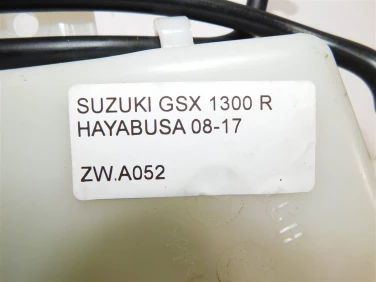 SUZUKI GSX 1300 R
HAYABUSA 08-17
ZW.A052